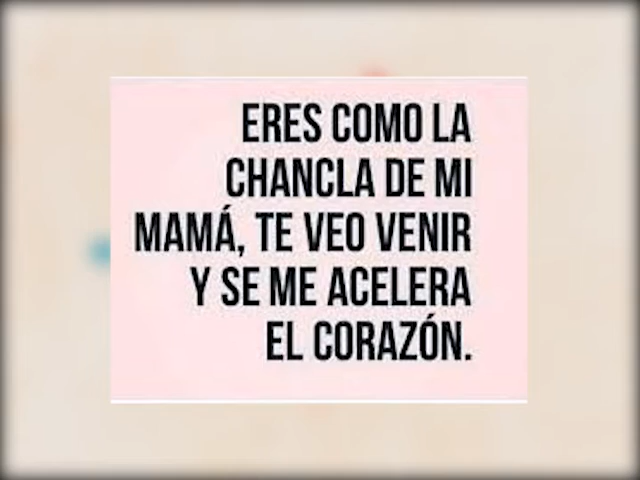 ERES COMO LA
CHANCLA DE MI
MAMÁ, TE VEO VENIR
Y SE ME ACELERA
EL CORAZÓN.